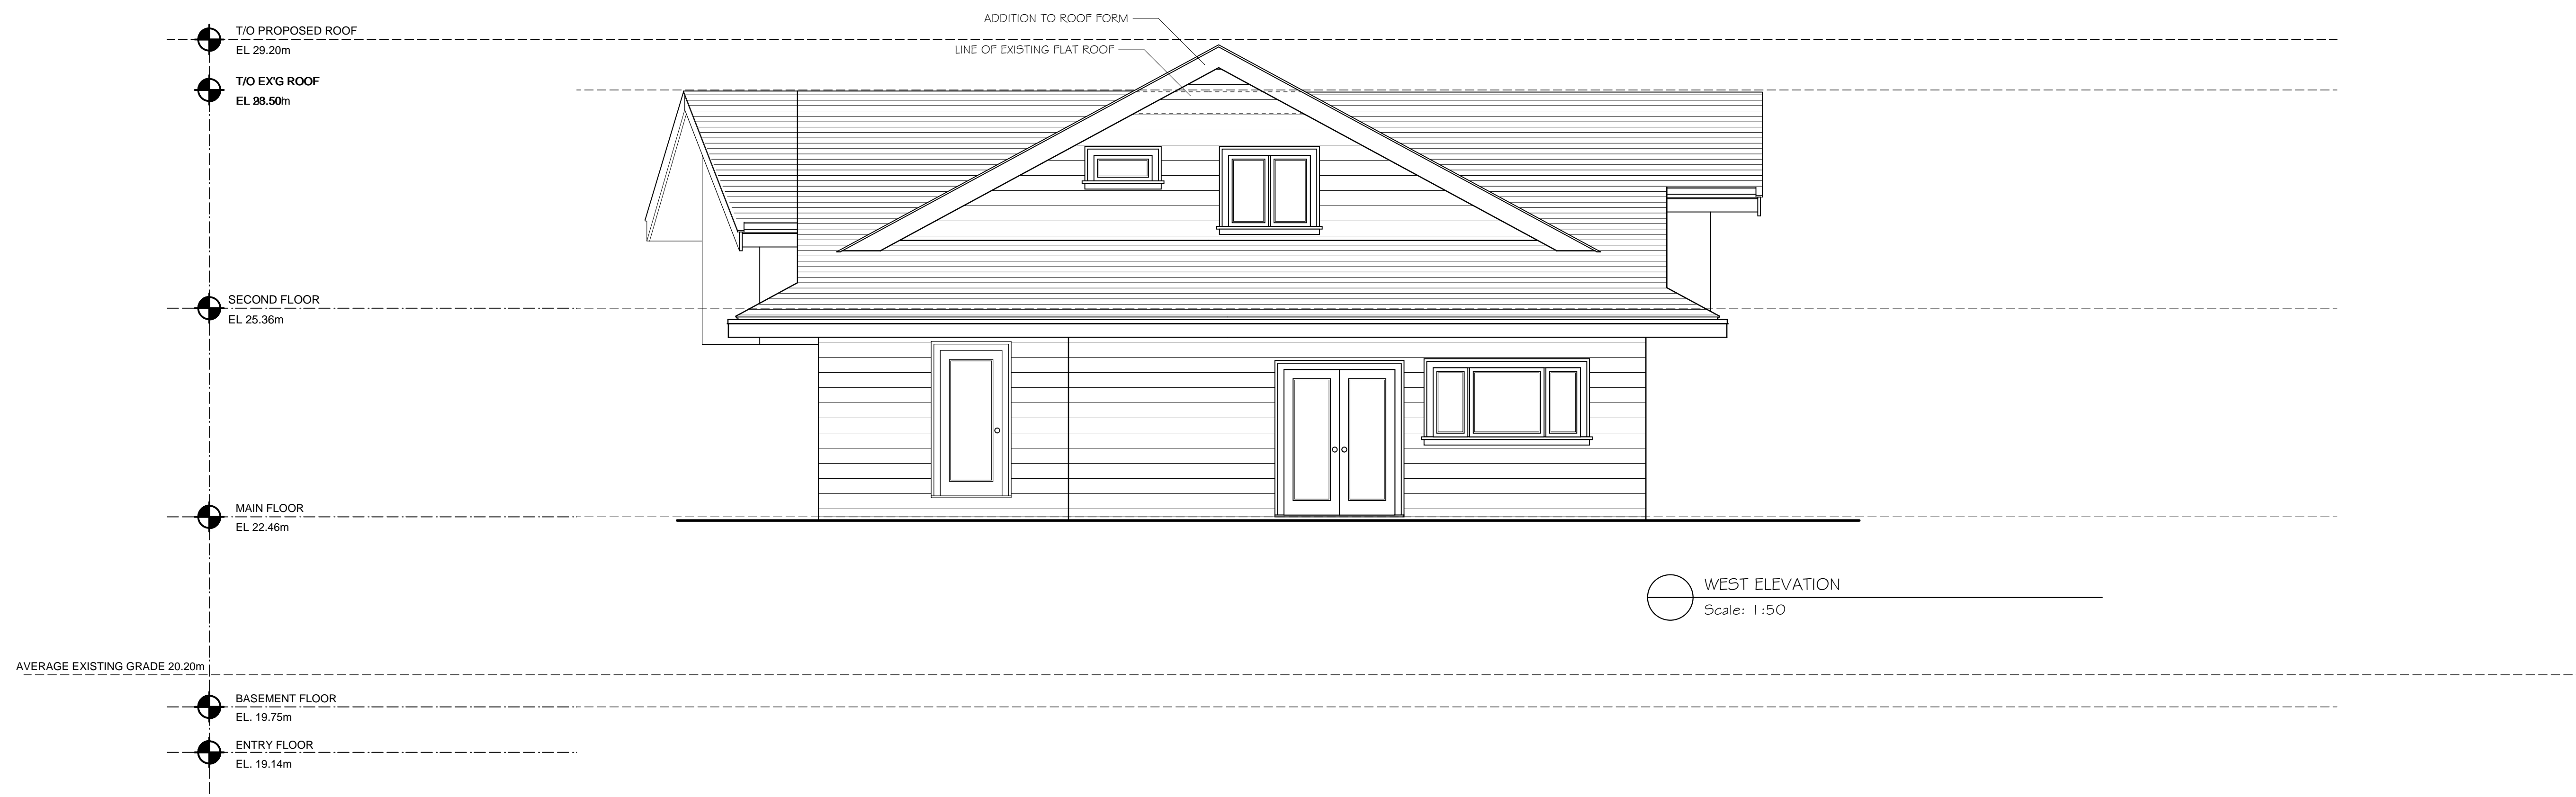 ADDITION TO ROOF FORM
LINE OF EXISTING FLAT ROOF
T/O PROPOSED ROOF
EL 29.20m
T/O EX'G ROOF
EL
SECOND FLOOR
EL 25.36m
MAIN FLOOR
EL 22.46m
WEST ELEVATION
Scale: 1:50
AVERAGE EXISTING GRADE 20.20m
BASEMENT FLOOR
EL. 19.75m
ENTRY FLOOR
EL. 19.14m